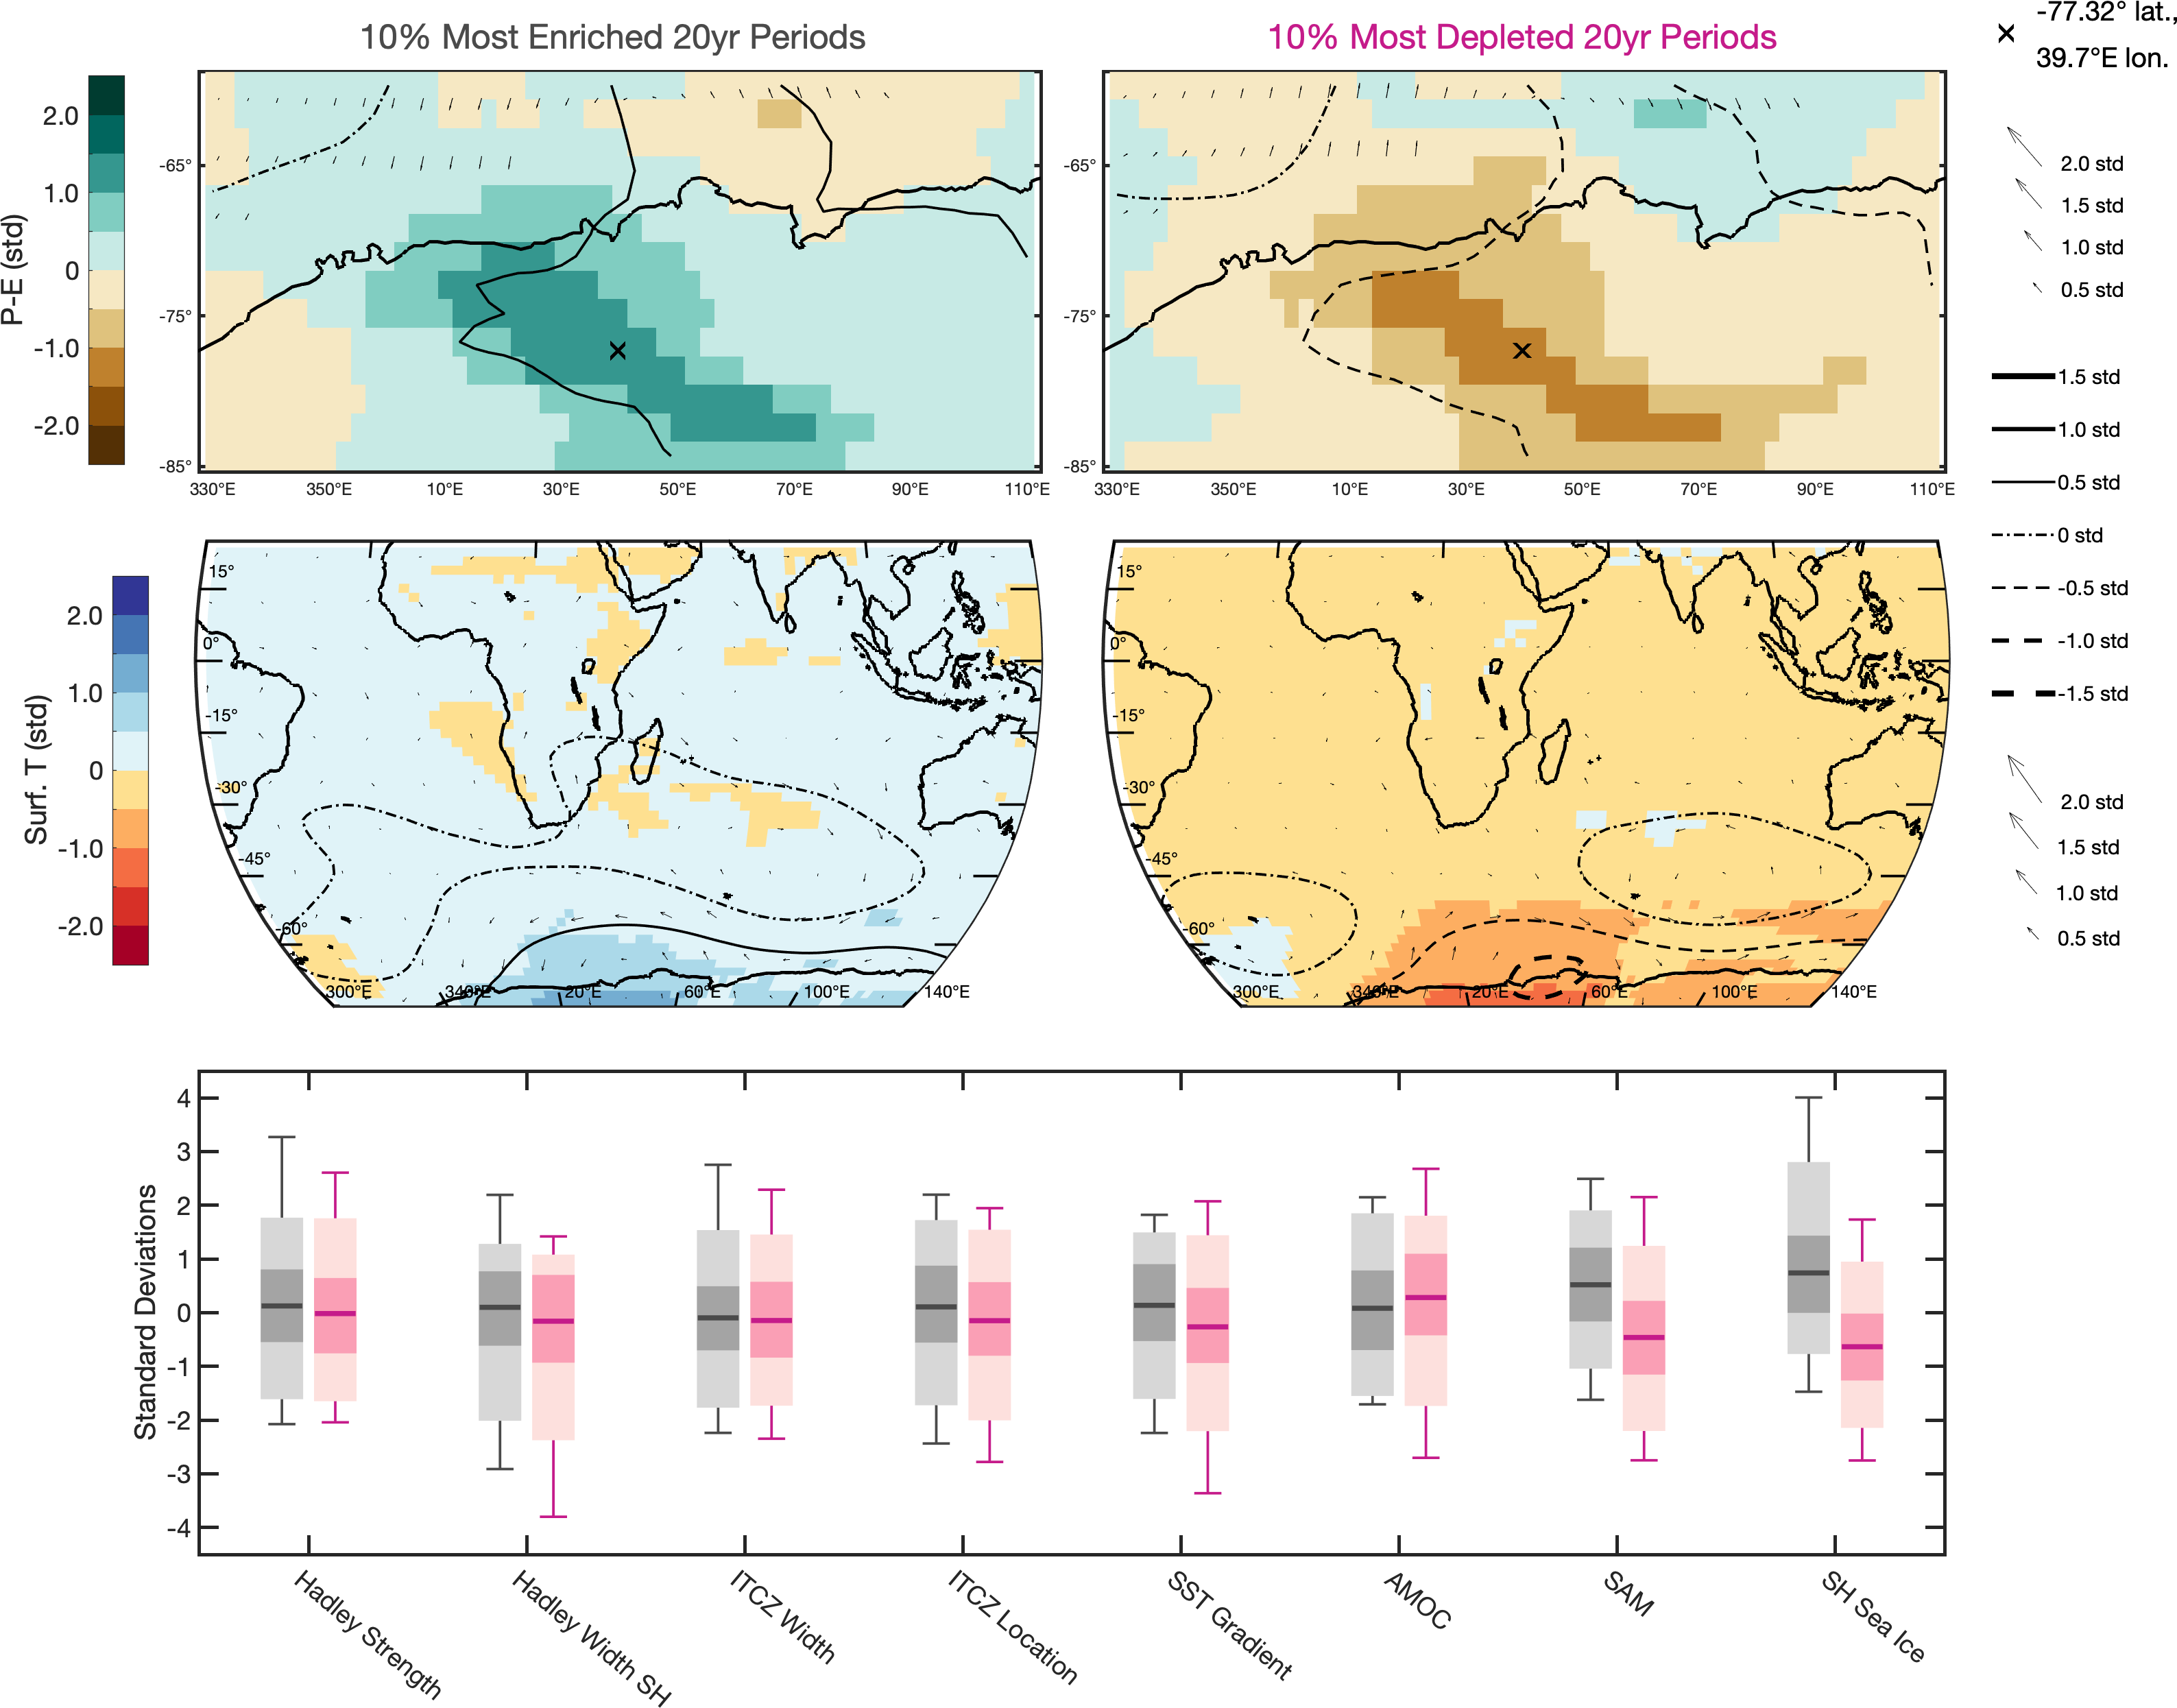 10% Most Enriched 20yr Periods
10% Most Depleted 20yr Periods
-77.32° lat.,
39.7°E lon.
P-E (std)
2.0
1.0
0
-1.0
-2.0
-65°
-75°
-85°
330°E 350°E 10°E 30°E 50°E 70°E 90°E 110°E
-65°
-75°
-85°
330°E 350°E 10°E 30°E 50°E 70°E 90°E 110°E
2.0 std
1.5 std
1.0 std
0.5 std
1.5 std
1.0 std
0.5 std
0 std
-0.5 std
-1.0 std
-1.5 std
2.0 std
1.5 std
1.0 std
0.5 std
Surf. T (std)
2.0
1.0
0
-1.0
-2.0
15°
0°
-15°
-30°
-45°
-60°
300°E 340°E 20°E 60°E 100°E 140°E
15°
0°
-15°
-30°
-45°
-60°
300°E 340°E 20°E 60°E 100°E 140°E
Standard Deviations
4
3
2
1
0
-1
-2
-3
-4
Hadley Strength
Hadley Width SH
ITCZ Width
ITCZ Location
SST Gradient
AMOC
SAM
SH Sea Ice